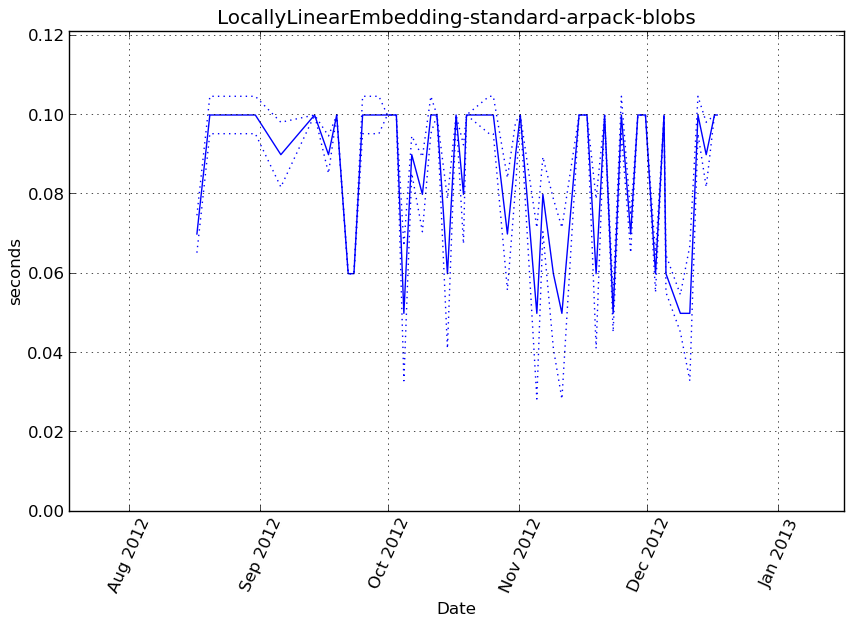 LocallyLinearEmbedding-standard-arpack-blobs
0.12
0.10
0.08
0.06
0.04
0.02
0.00
seconds
Aug 2012
Sep 2012
Oct 2012
Nov 2012
Dec 2012
Jan 2013
Date